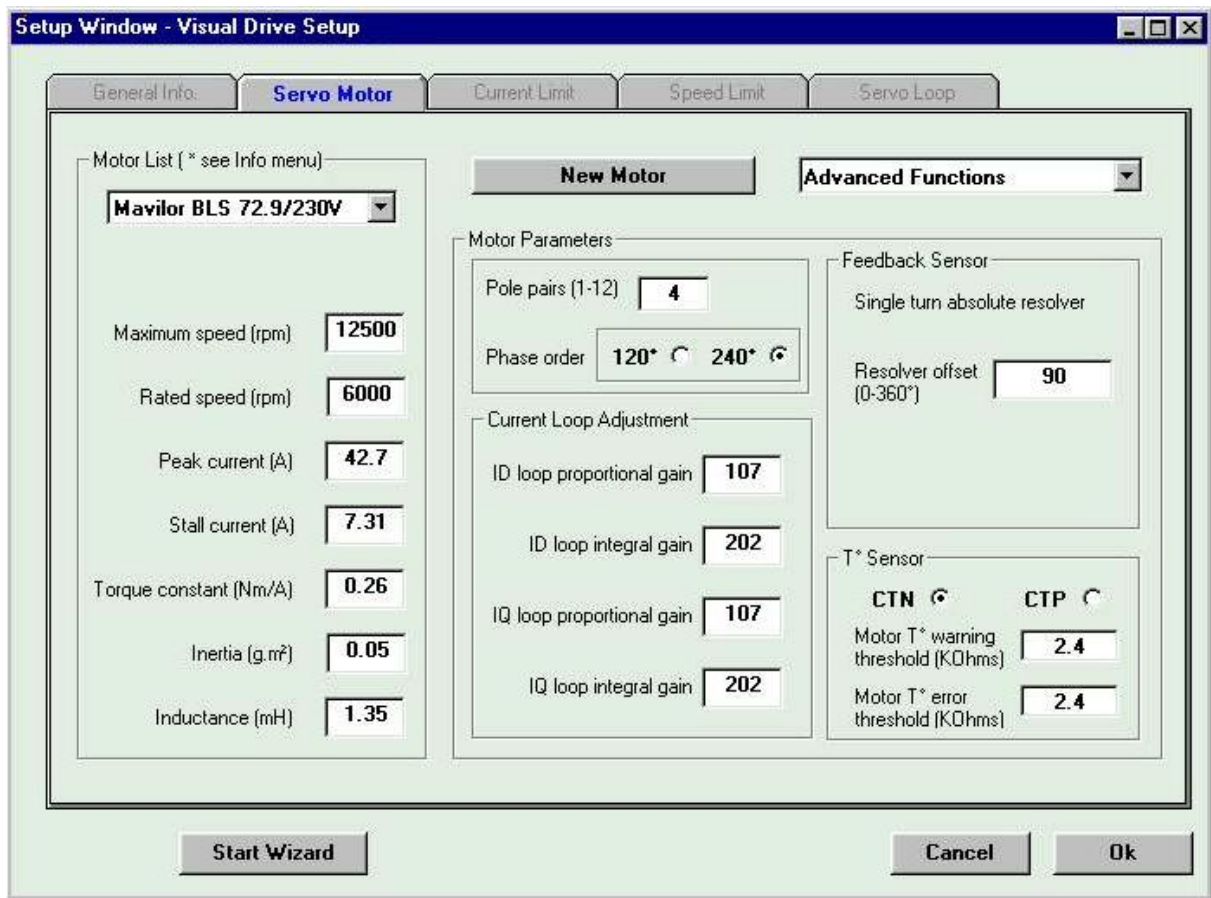 Setup Window - Visual Drive Setup
General Info.
Servo Motor
Current Limit
Speed Limit
Servo Loop
Motor List ( * see Info menu)
Mavilor BLS 72.9/230V
Maximum speed (rpm) 12500
Rated speed (rpm) 6000
Peak current (A) 42.7
Stall current (A) 7.31
Torque constant (Nm/A) 0.26
Inertia (g.m²) 0.05
Inductance (mH) 1.35
New Motor
Advanced Functions
Motor Parameters
Pole pairs (1-12) 4
Phase order 120° 240°
Current Loop Adjustment
ID loop proportional gain 107
ID loop integral gain 202
IQ loop proportional gain 107
IQ loop integral gain 202
Feedback Sensor
Single turn absolute resolver
Resolver offset 90
(0-360°)
T° Sensor
CTN CTP
Motor T° warning
threshold (KOhms) 2.4
Motor T° error
threshold (KOhms) 2.4
Start Wizard
Cancel
Ok